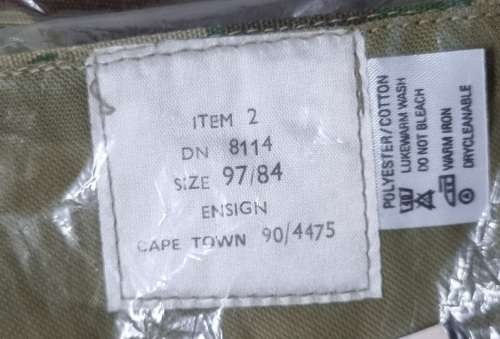 ITEM 2
DN 8114
SIZE 97/84
ENSIGN
CAPE TOWN 90/4475
POLYESTER/COTTON
LUKEWARM WASH
DO NOT BLEACH
WARM IRON
DRYCLEANABLE